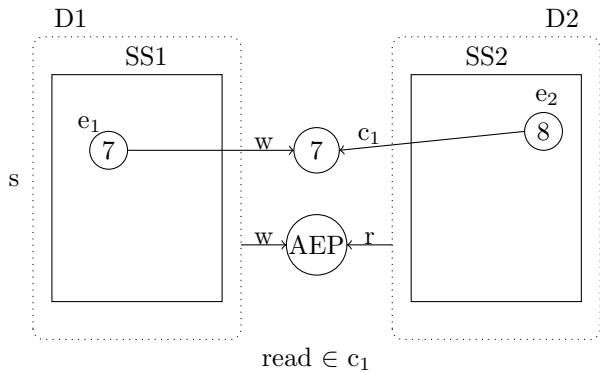 D1 D2
SS1 SS2
e₁ e₂
7 w 7 c₁ 8
s
w AEP r
read ∈ c₁